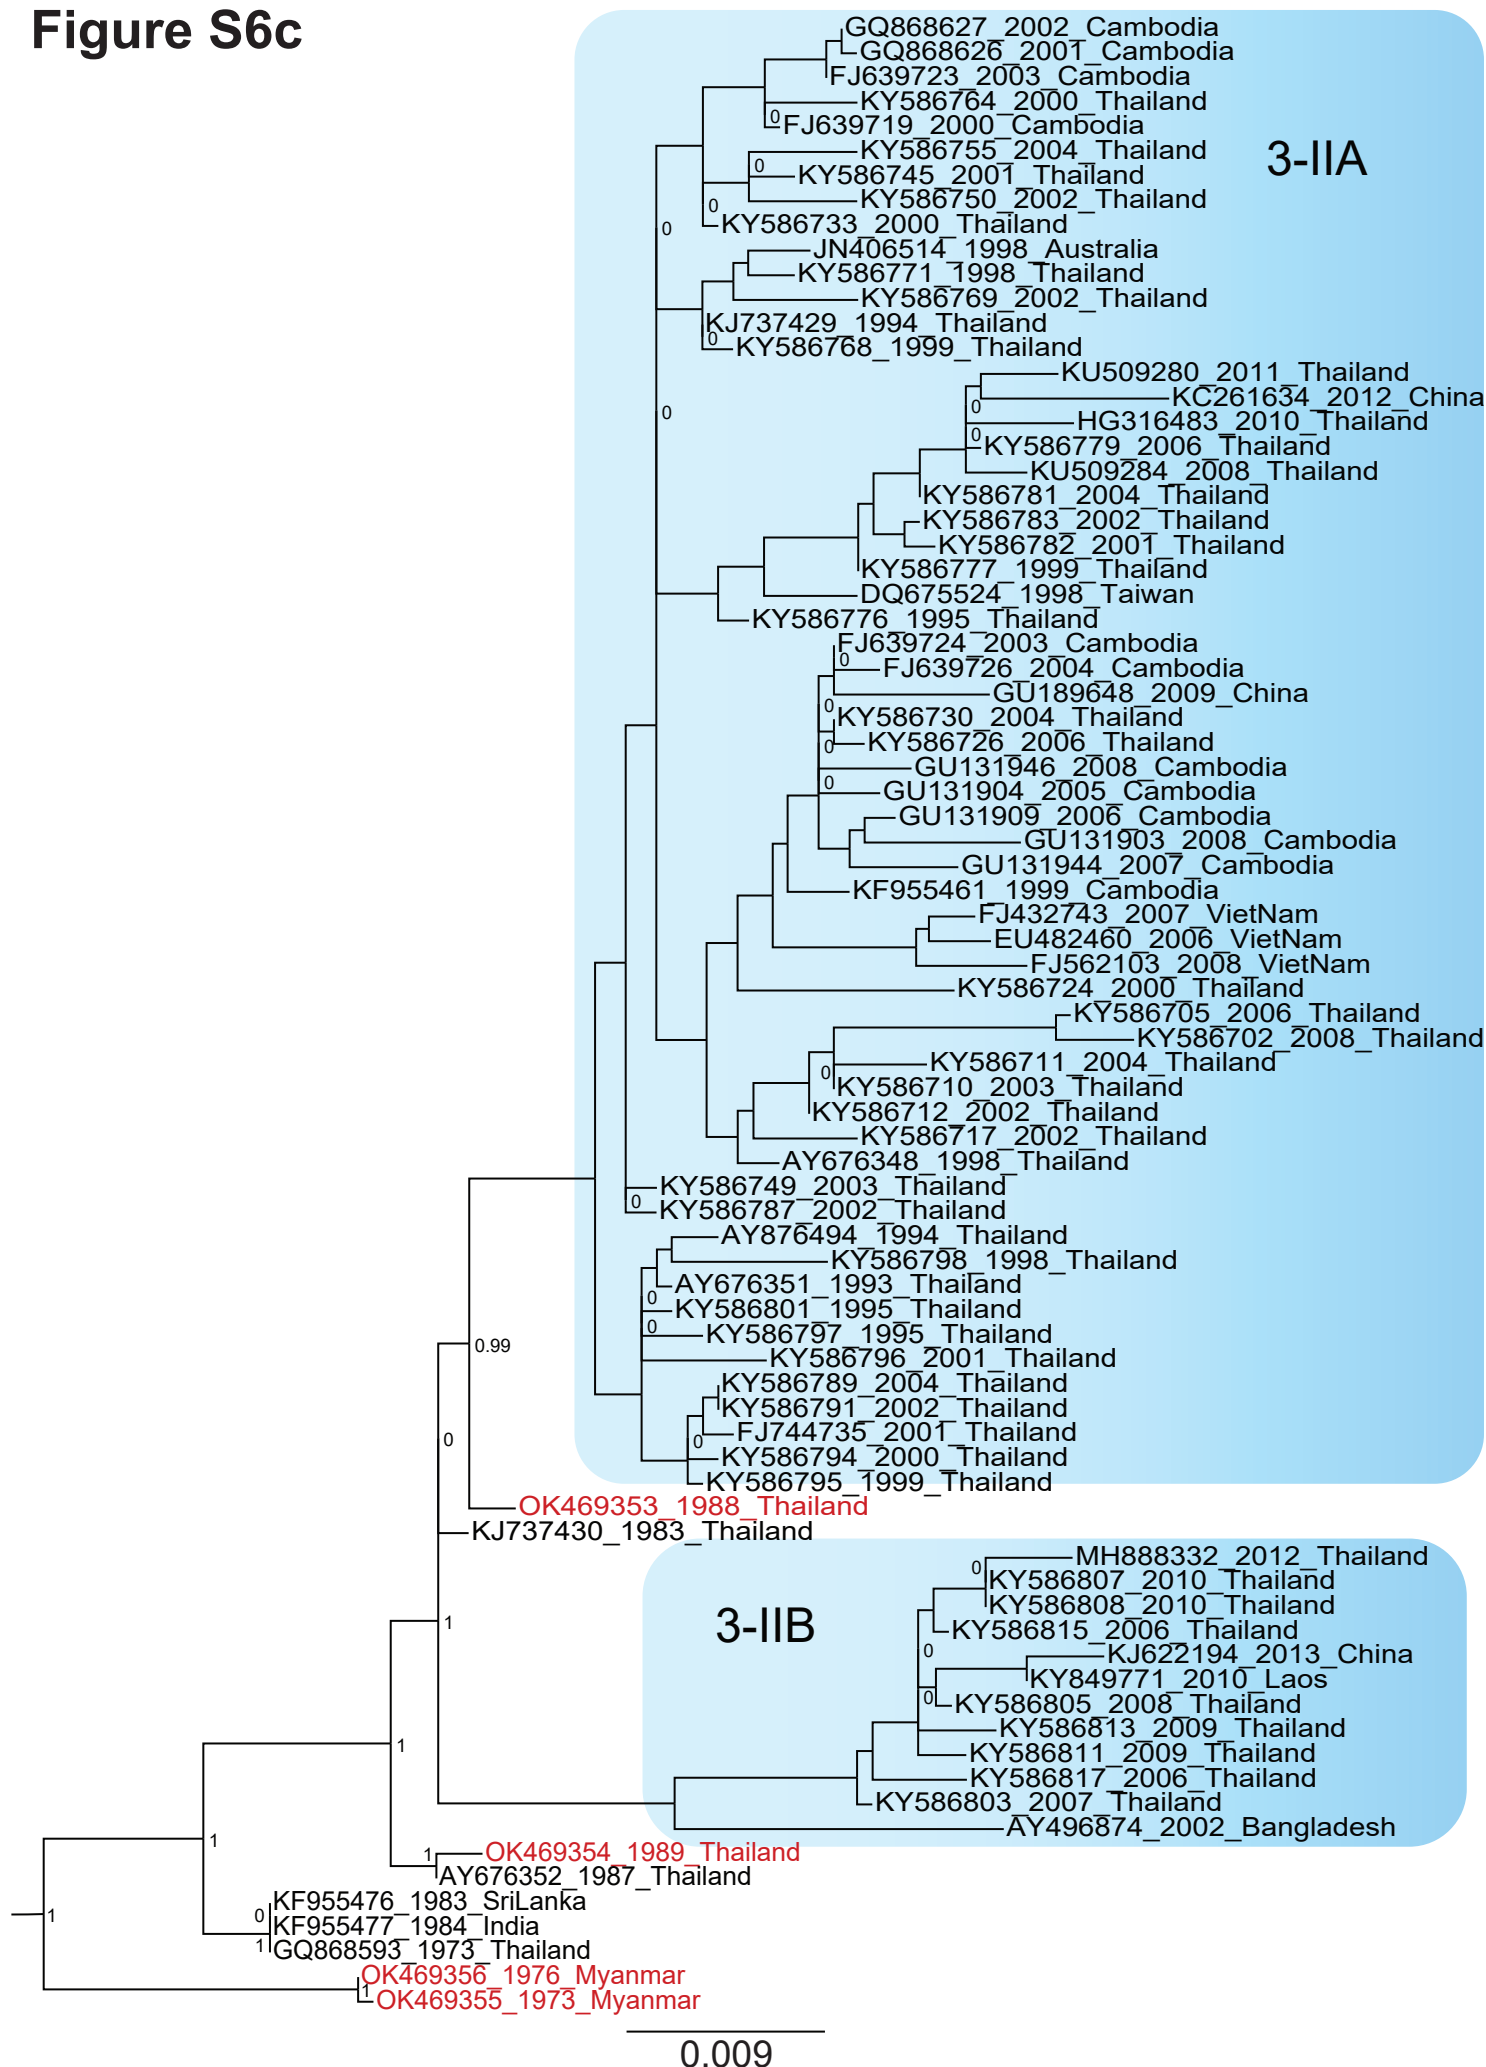 Figure S6c
GQ868627_2002_Cambodia
GQ868626_2001_Cambodia
FJ639723_2003_Cambodia
KY586764_2000_Thailand
0
FJ639719_2000_Cambodia
KY586755_2004_Thailand
3-IIA
0
KY586745_2001_Thailand
KY586750_2002_Thailand
0
KY586733_2000_Thailand
0
JN406514_1998_Australia
KY586771_1998_Thailand
KY586769_2002_Thailand
KJ737429_1994_Thailand
0
KY586768_1999_Thailand
KU509280_2011_Thailand
KC261634_2012_China
0
0
HG316483_2010_Thailand
0
KY586779_2006_Thailand
KU509284_2008_Thailand
KY586781_2004_Thailand
KY586783_2002_Thailand
KY586782_2001_Thailand
KY586777_1999_Thailand
DQ675524_1998_Taiwan
KY586776_1995_Thailand
FJ639724_2003_Cambodia
0
FJ639726_2004_Cambodia
GU189648_2009_China
0
KY586730_2004_Thailand
0
KY586726_2006_Thailand
GU131946_2008_Cambodia
0
GU131904_2005_Cambodia
GU131909_2006_Cambodia
GU131903_2008_Cambodia
GU131944_2007_Cambodia
KF955461_1999_Cambodia
FJ432743_2007_VietNam
EU482460_2006_VietNam
FJ562103_2008_VietNam
KY586724_2000_Thailand
KY586705_2006_Thailand
KY586702_2008_Thailand
KY586711_2004_Thailand
0
KY586710_2003_Thailand
KY586712_2002_Thailand
KY586717_2002_Thailand
AY676348_1998_Thailand
KY586749_2003_Thailand
0
KY586787_2002_Thailand
AY876494_1994_Thailand
KY586798_1998_Thailand
AY676351_1993_Thailand
0
KY586801_1995_Thailand
0
KY586797_1995_Thailand
0.99
KY586796_2001_Thailand
KY586789_2004_Thailand
KY586791_2002_Thailand
FJ744735_2001_Thailand
0
0
KY586794_2000_Thailand
KY586795_1999_Thailand
OK469353_1988_Thailand
KJ737430_1983_Thailand
MH888332_2012_Thailand
0
KY586807_2010_Thailand
KY586808_2010_Thailand
3-IIB
1
KY586815_2006_Thailand
0
KJ622194_2013_China
KY849771_2010_Laos
0
KY586805_2008_Thailand
KY586813_2009_Thailand
1
KY586811_2009_Thailand
KY586817_2006_Thailand
KY586803_2007_Thailand
AY496874_2002_Bangladesh
1
1
OK469354_1989_Thailand
AY676352_1987_Thailand
KF955476_1983_SriLanka
1
0
KF955477_1984_India
1
GQ868593_1973_Thailand
OK469356_1976_Myanmar
1
OK469355_1973_Myanmar
0.009